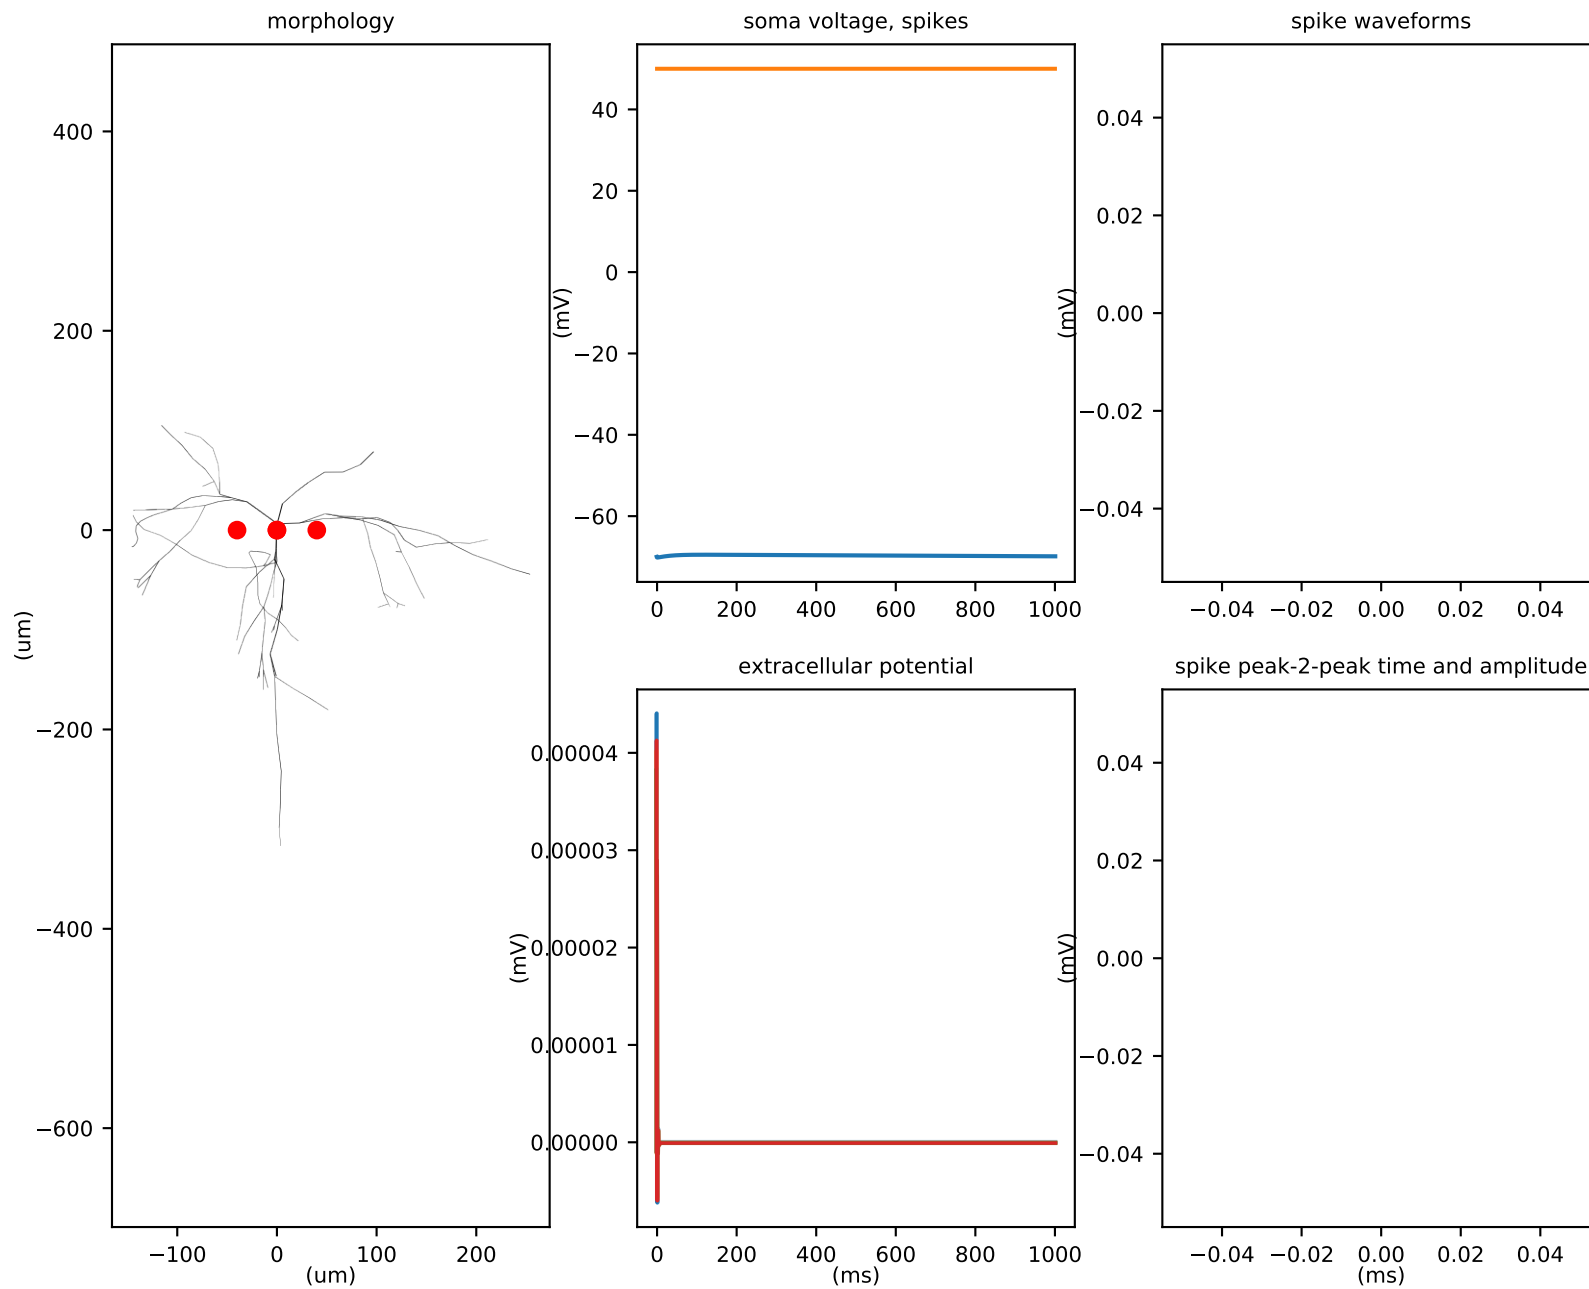 morphology
400
200
0
−200
−400
−600
(um)
−100 0 100 200
(um)
soma voltage, spikes
40
20
0
−20
−40
−60
(mV)
0 200 400 600 800 1000
spike waveforms
0.04
0.02
0.00
−0.02
−0.04
(mV)
−0.04 −0.02 0.00 0.02 0.04
extracellular potential
0.00004
0.00003
0.00002
0.00001
0.00000
(mV)
0 200 400 600 800 1000
(ms)
spike peak-2-peak time and amplitude
0.04
0.02
0.00
−0.02
−0.04
(mV)
−0.04 −0.02 0.00 0.02 0.04
(ms)